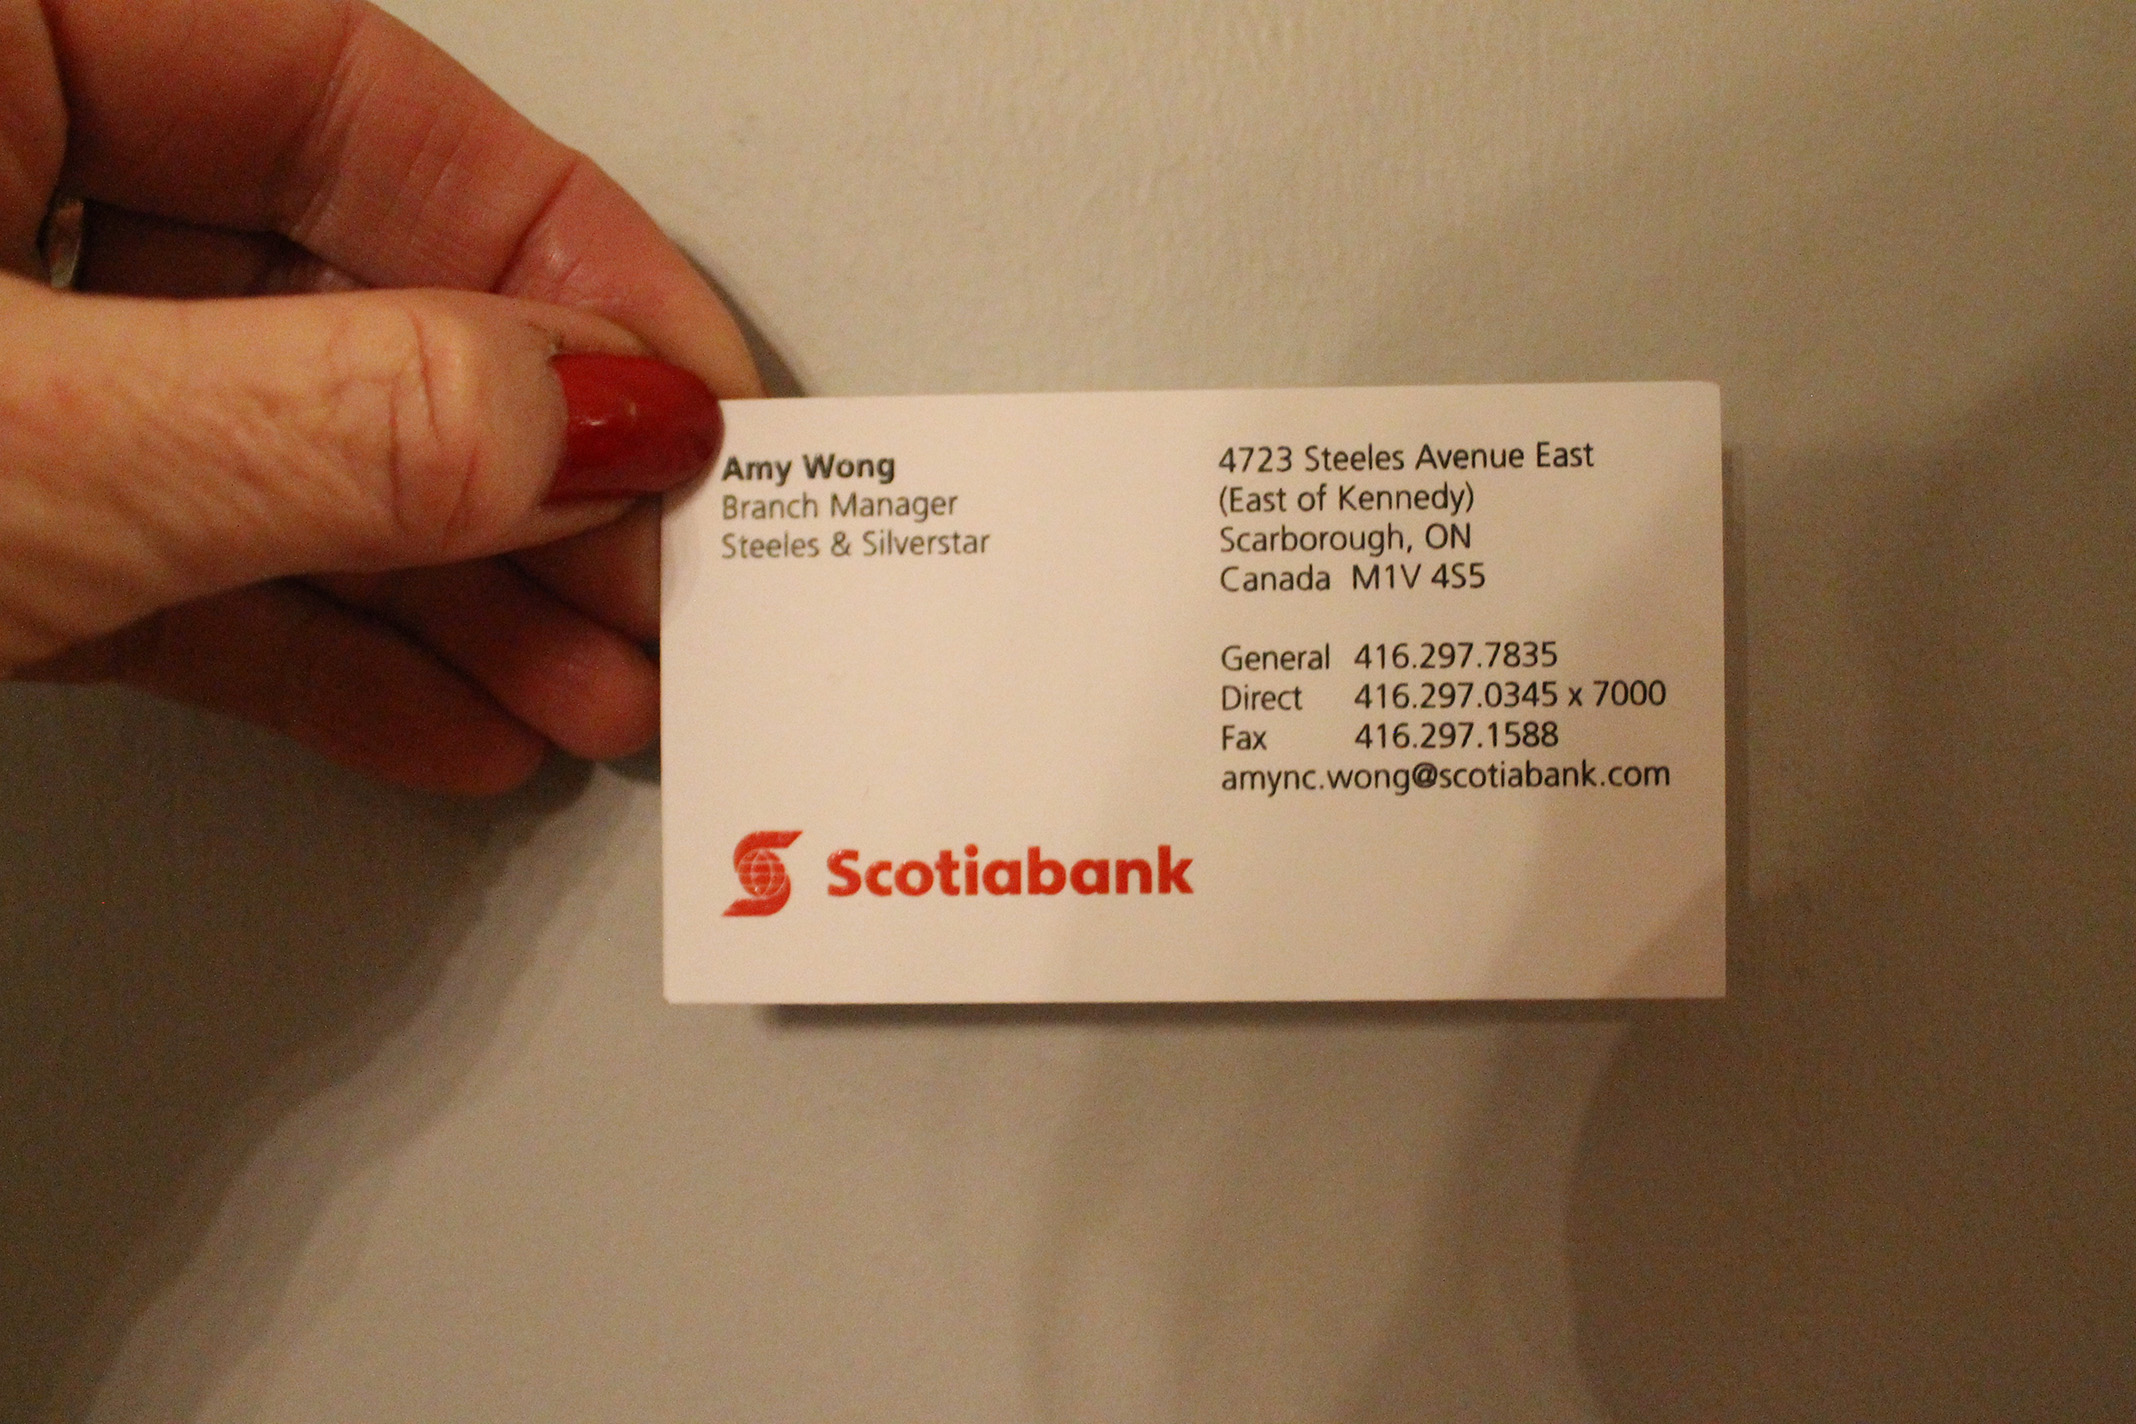 Amy Wong
Branch Manager
Steeles & Silverstar
4723 Steeles Avenue East
(East of Kennedy)
Scarborough, ON
Canada M1V 4S5
General 416.297.7835
Direct 416.297.0345 x 7000
Fax 416.297.1588
amync.wong@scotiabank.com
Scotiabank